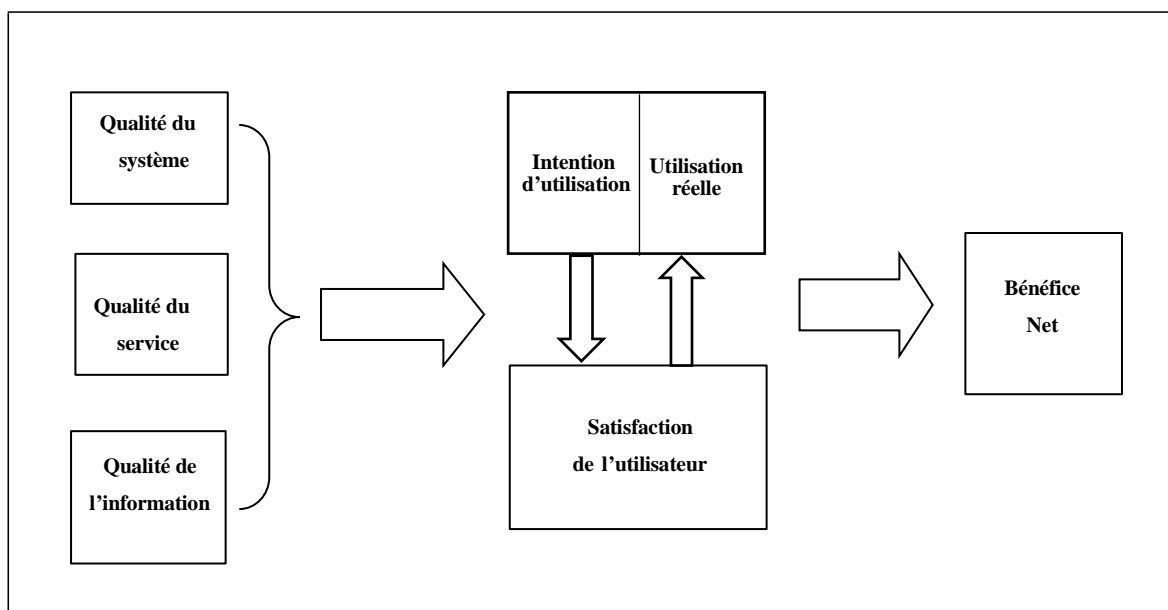 Qualité du
système
Qualité du
service
Qualité de
l’information
Intention
d’utilisation
Utilisation
réelle
Satisfaction
de l’utilisateur
Bénéfice
Net